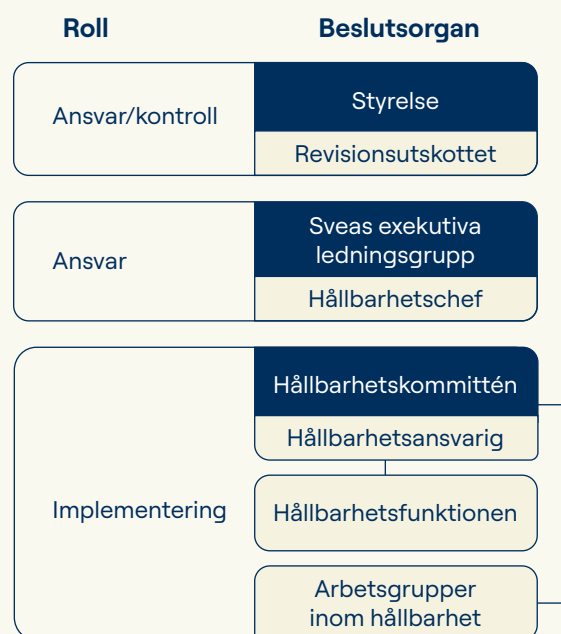 Roll
Beslutsorgan
Ansvar/kontroll
Styrelse
Revisionsutskottet
Ansvar
Sveas exekutiva
ledningsgrupp
Hållbarhetschef
Implementering
Hållbarhetskommittén
Hållbarhetsansvarig
Hållbarhetsfunktionen
Arbetsgrupper
inom hållbarhet